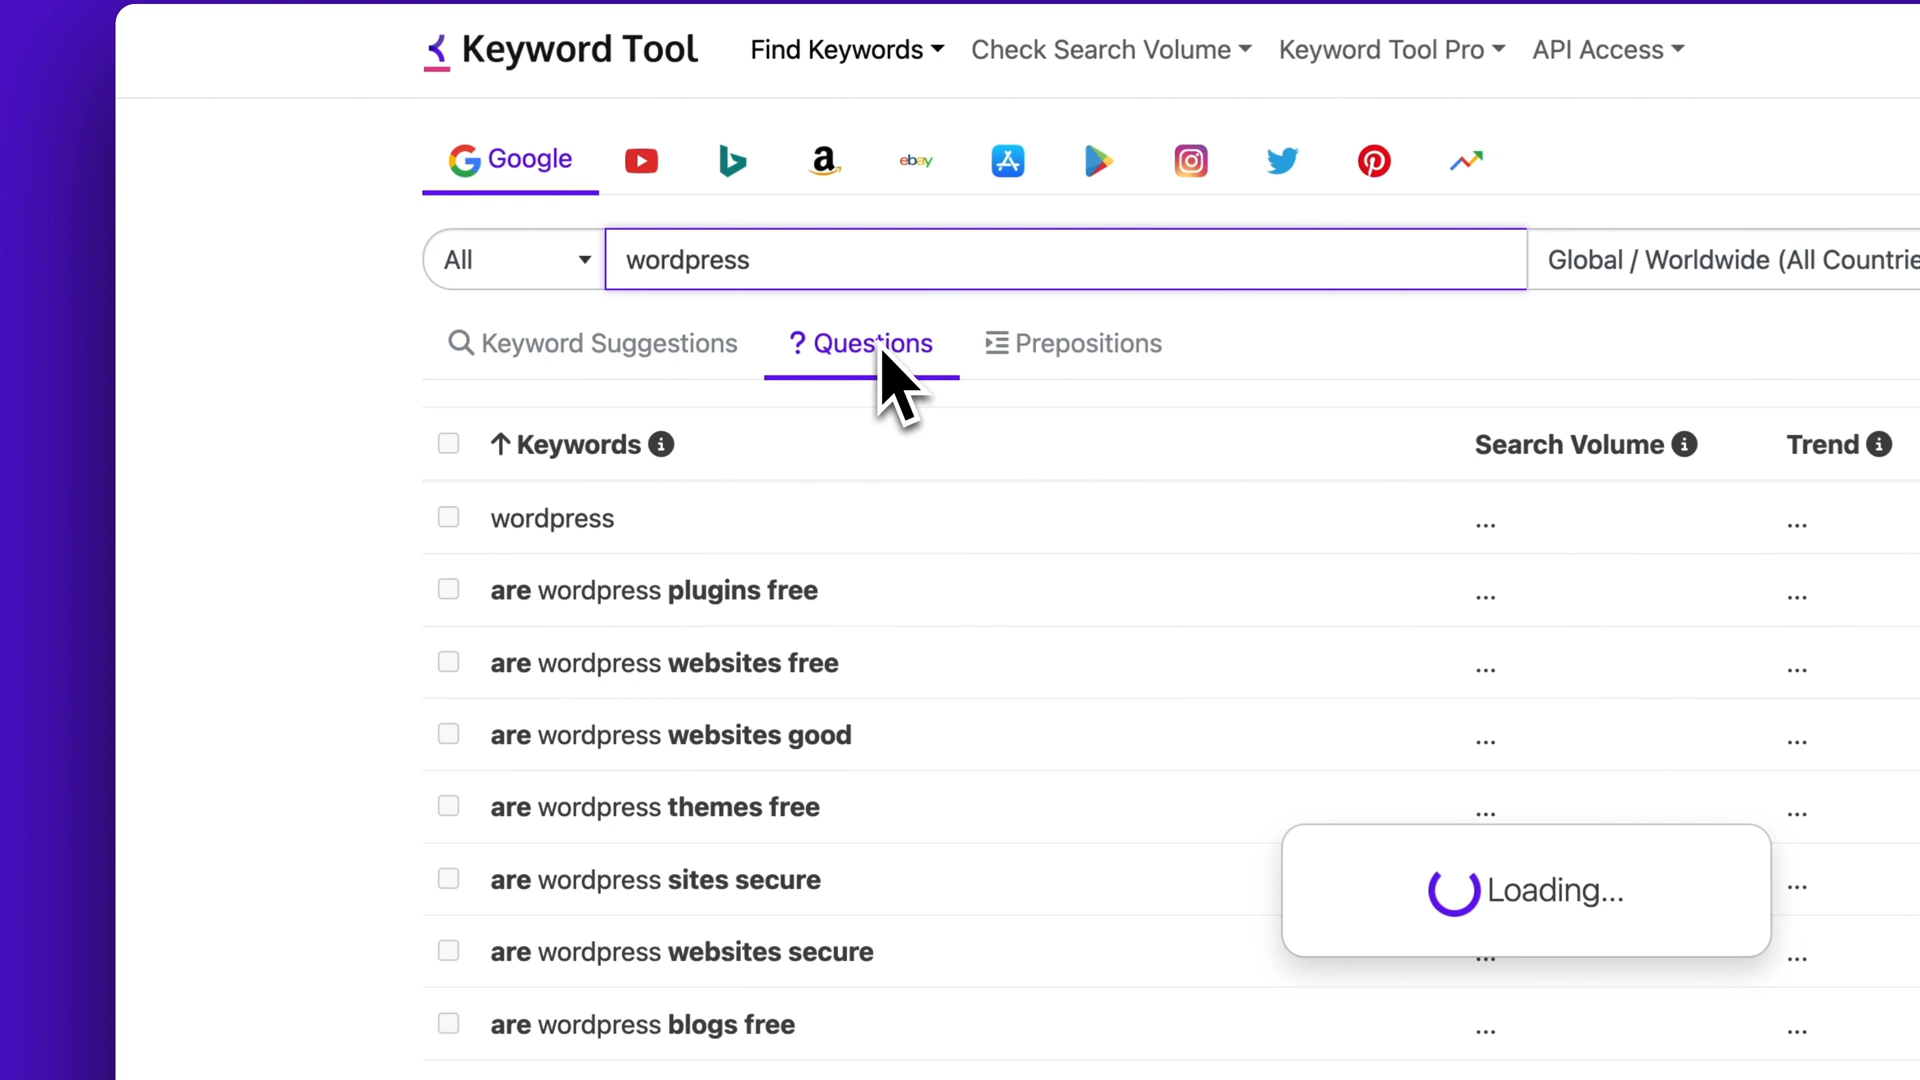 Keyword Tool Find Keywords Check Search Volume Keyword Tool Pro API Access
Google a ebay
All wordpress Global / Worldwide (All Countrie
Keyword Suggestions ? Questions Prepositions
Keywords Search Volume Trend
wordpress ... ...
are wordpress plugins free ... ...
are wordpress websites free ... ...
are wordpress websites good ... ...
are wordpress themes free ... ...
are wordpress sites secure ...
Loading...
are wordpress websites secure ... ...
are wordpress blogs free ... ...